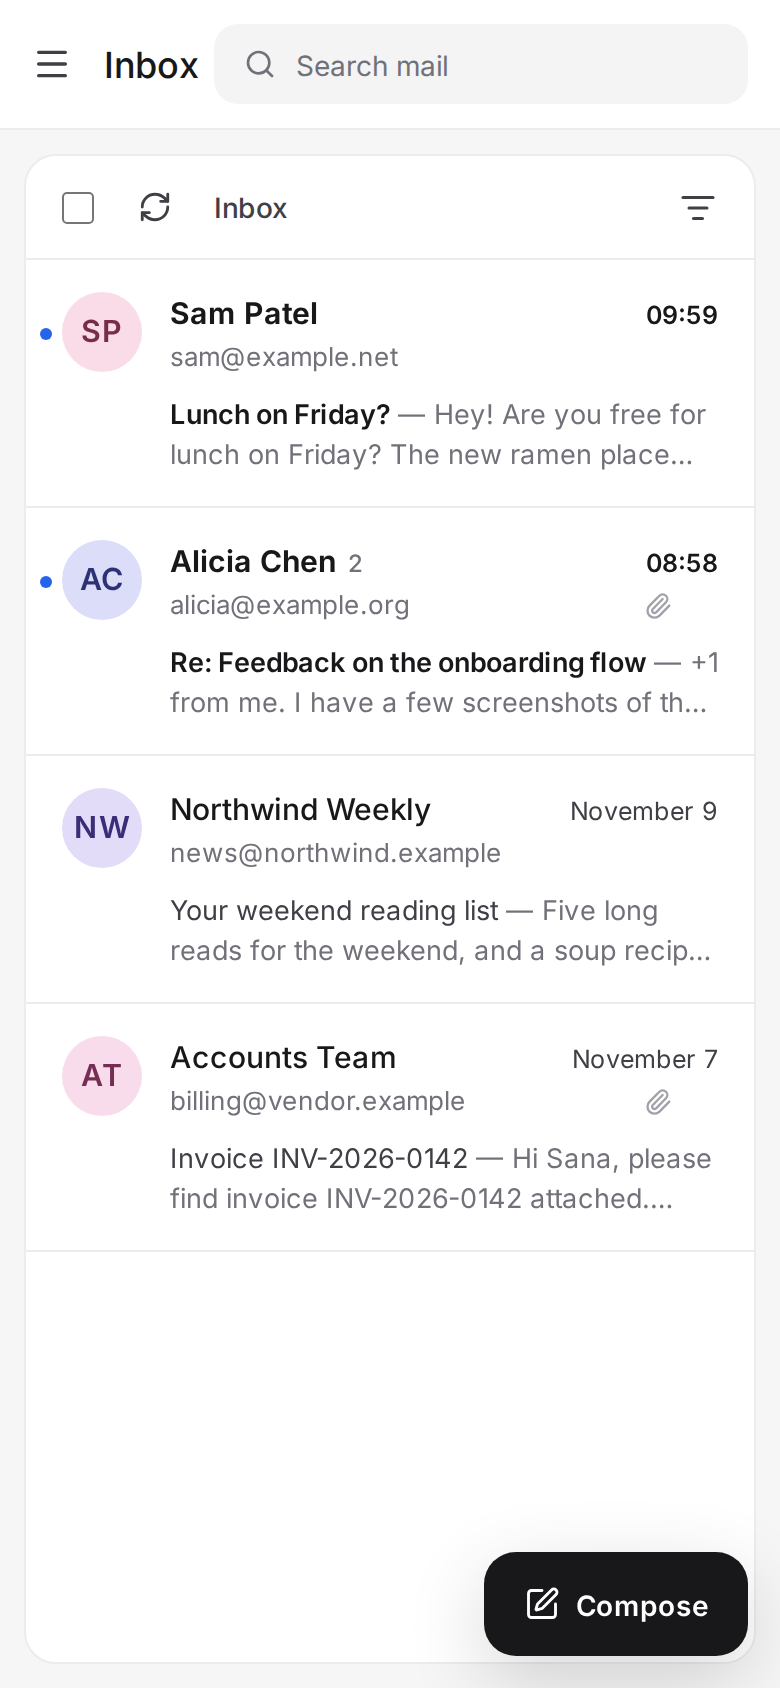 Inbox
Search mail
Inbox
SP
Sam Patel
09:59
sam@example.net
Lunch on Friday? — Hey! Are you free for
lunch on Friday? The new ramen place...
AC
Alicia Chen 2
08:58
alicia@example.org
Re: Feedback on the onboarding flow — +1
from me. I have a few screenshots of th...
NW
Northwind Weekly
November 9
news@northwind.example
Your weekend reading list — Five long
reads for the weekend, and a soup recip...
AT
Accounts Team
November 7
billing@vendor.example
Invoice INV-2026-0142 — Hi Sana, please
find invoice INV-2026-0142 attached....
Compose